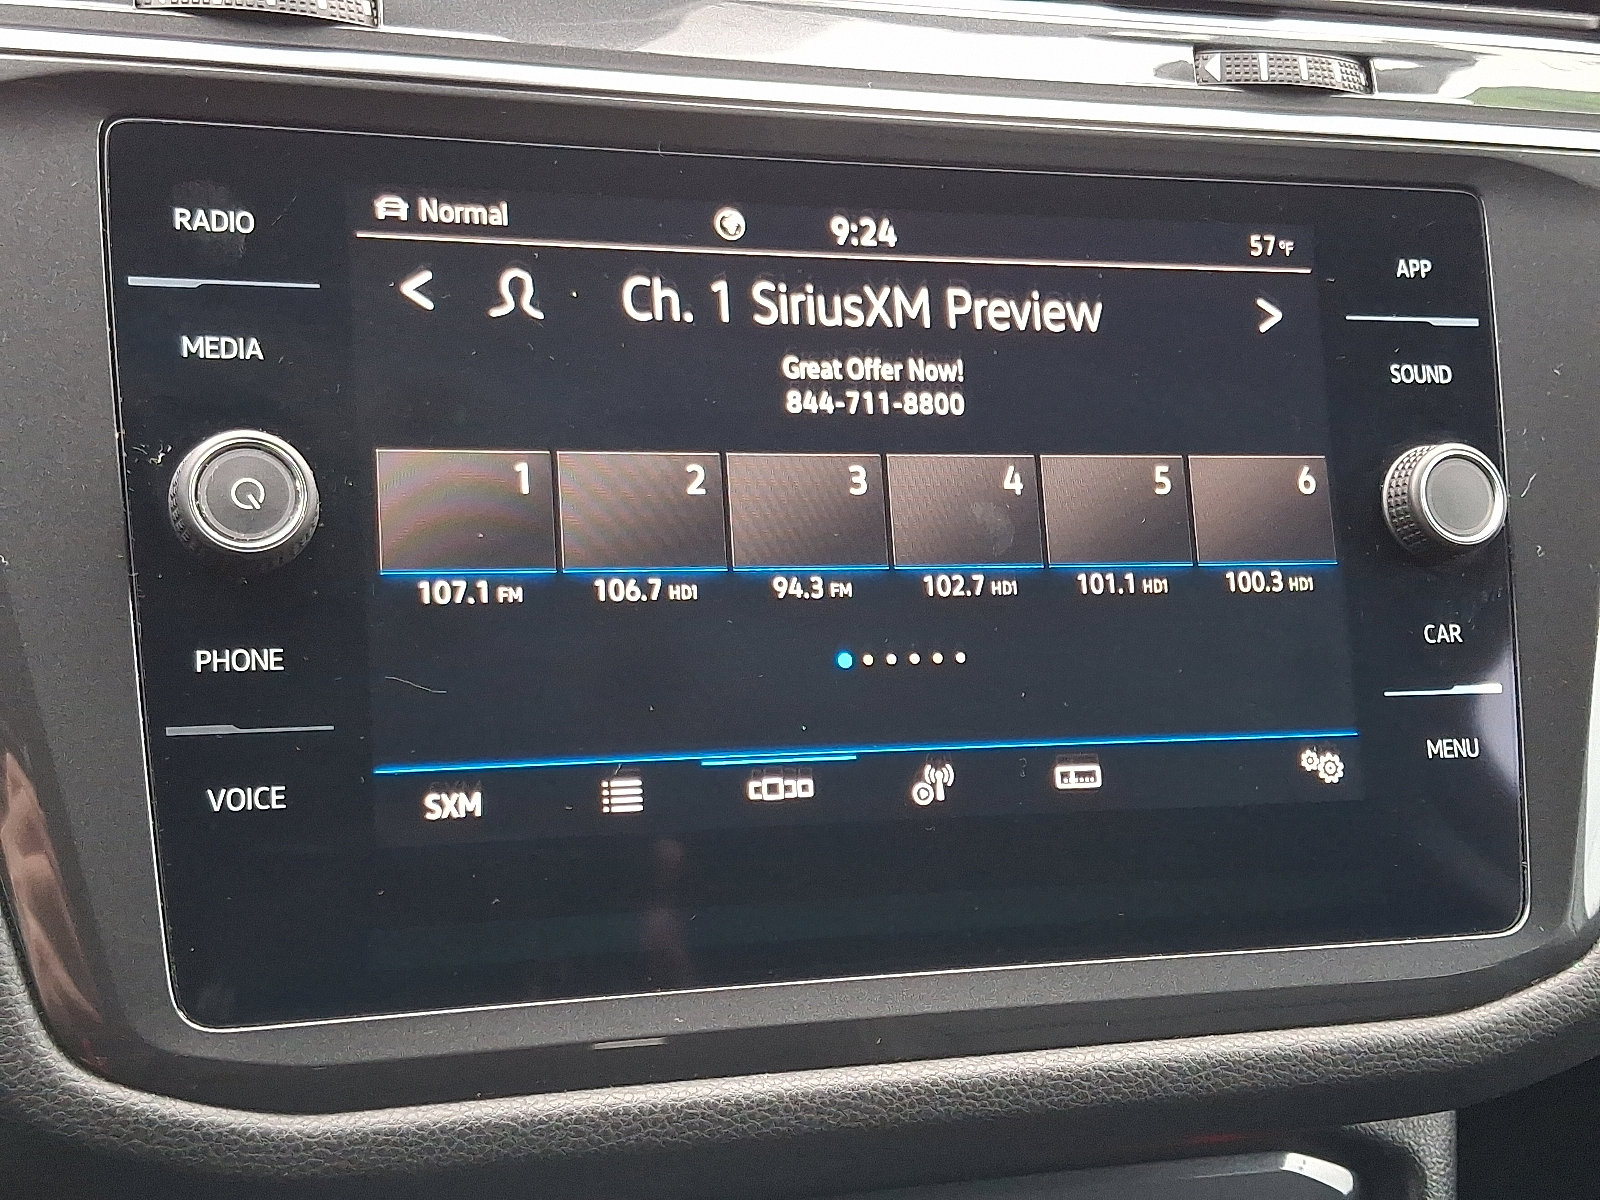 RADIO
MEDIA
PHONE
VOICE
Normal
9:24
57°F
Ch. 1 SiriusXM Preview
Great Offer Now!
844-711-8800
1 2 3 4 5 6
107.1 FM 106.7 HD1 94.3 FM 102.7 HD1 101.1 HD1 100.3 HD1
SXM
APP
SOUND
CAR
MENU